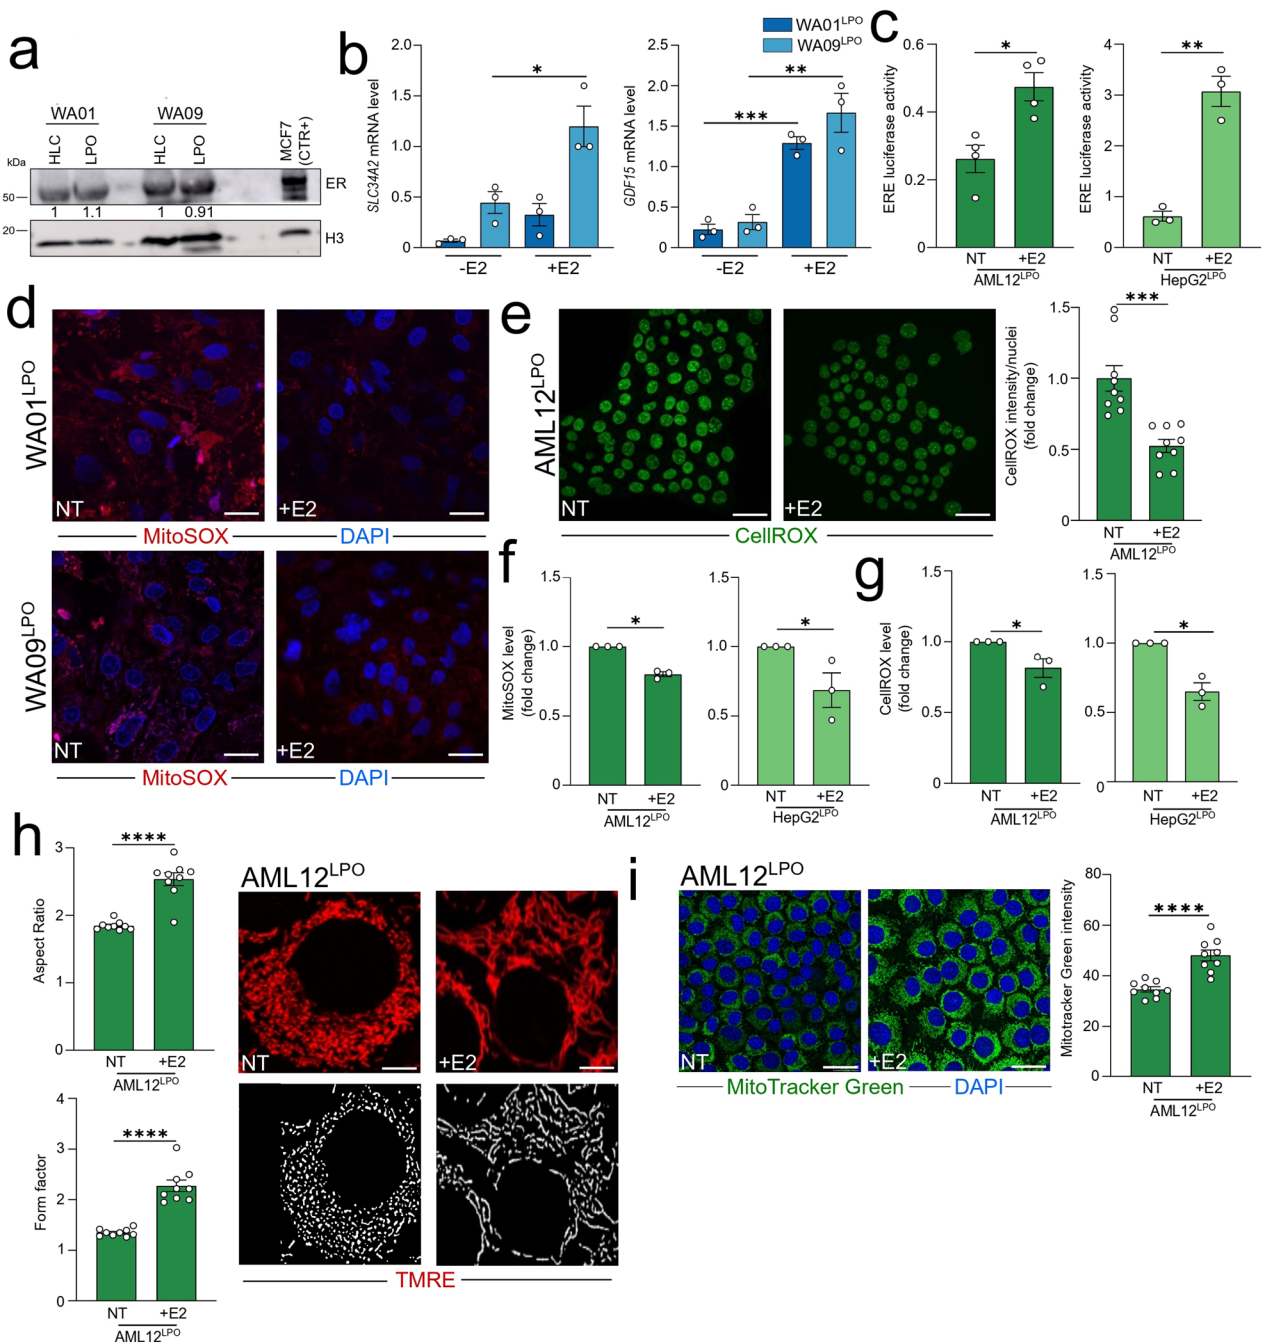 a
WA01
WA09
HLC
LPO
HLC
LPO
MCF7
(CTR+)
kDa
50
ER
1
1.1
1
0.91
20
H3
b
WA01LPO
WA09LPO
SLC34A2 mRNA level
2.0
1.5
1.0
0.5
0
*
-E2
+E2
GDF15 mRNA level
2.5
2.0
1.5
1.0
0.5
0
**
***
-E2
+E2
c
ERE luciferase activity
0.6
0.4
0.2
0
*
NT
+E2
AML12LPO
ERE luciferase activity
4
3
2
1
0
**
NT
+E2
HepG2LPO
d
WA01LPO
NT
+E2
MitoSOX
DAPI
WA09LPO
NT
+E2
MitoSOX
DAPI
e
AML12LPO
NT
+E2
CellROX
CellROX intensity/nuclei
(fold change)
1.5
1.0
0.5
0
***
NT
+E2
AML12LPO
f
MitoSOX level
(fold change)
1.5
1.0
0.5
0
*
NT
+E2
AML12LPO
1.5
1.0
0.5
0
*
NT
+E2
HepG2LPO
g
CellROX level
(fold change)
1.5
1.0
0.5
0
*
NT
+E2
AML12LPO
1.5
1.0
0.5
0
*
NT
+E2
HepG2LPO
h
Aspect Ratio
3
2
1
0
****
NT
+E2
AML12LPO
Form factor
4
3
2
1
0
****
NT
+E2
AML12LPO
AML12LPO
NT
+E2
TMRE
i
AML12LPO
NT
+E2
MitoTracker Green
DAPI
Mitotracker Green intensity
80
60
40
20
0
****
NT
+E2
AML12LPO